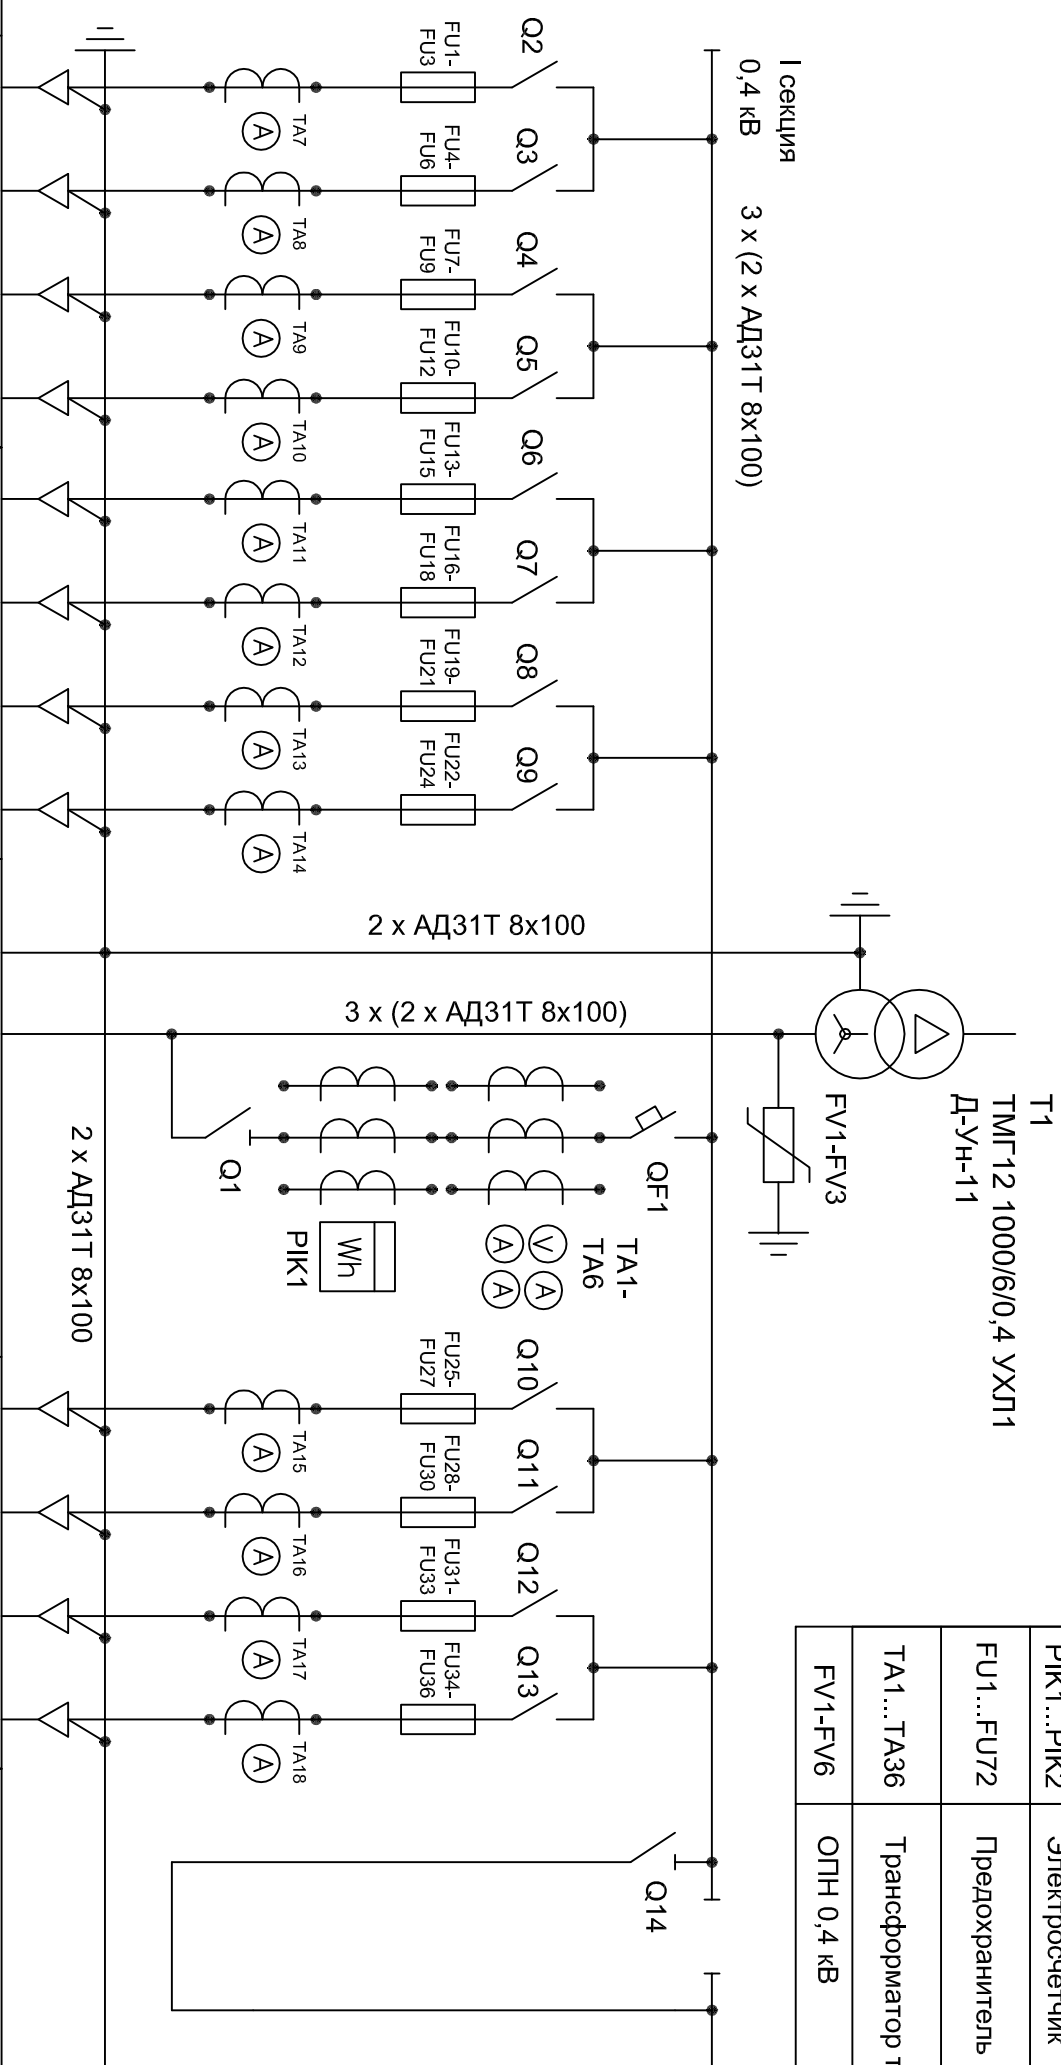 I секция
0,4 кВ
3 x (2 x АД31Т 8x100)
Q2
FU1-
FU3
TA7
A
Q3
FU4-
FU6
TA8
A
Q4
FU7-
FU9
TA9
A
Q5
FU10-
FU12
TA10
A
Q6
FU13-
FU15
TA11
A
Q7
FU16-
FU18
TA12
A
Q8
FU19-
FU21
TA13
A
Q9
FU22-
FU24
TA14
A
2 x АД31Т 8x100
3 x (2 x АД31Т 8x100)
Т1
ТМГ12 1000/6/0,4 УХЛ1
Д-Ун-11
FV1-FV3
QF1
TA1-
TA6
V
A
A
A
Q1
PIK1
Wh
2 x АД31Т 8x100
Q10
FU25-
FU27
TA15
A
Q11
FU28-
FU30
TA16
A
Q12
FU31-
FU33
TA17
A
Q13
FU34-
FU36
TA18
A
Q14
PIK1...PIK2
Электросчетчик
FU1...FU72
Предохранитель
TA1...TA36
Трансформатор т
FV1-FV6
ОПН 0,4 кВ